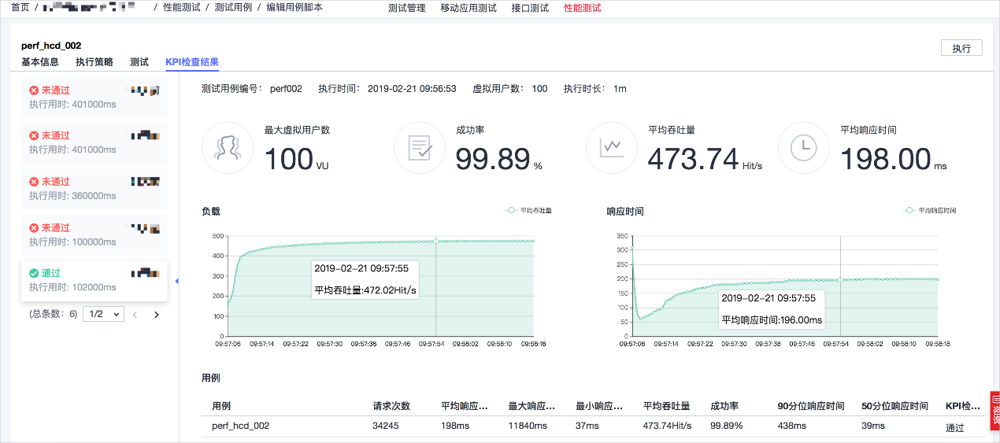 首页 /
/ 性能测试 / 测试用例 / 编辑用例脚本
测试管理 移动应用测试 接口测试 性能测试
perf_hcd_002
执行
基本信息 执行策略 测试 KPI检查结果
未通过
执行用时: 401000ms
未通过
执行用时: 401000ms
未通过
执行用时: 360000ms
未通过
执行用时: 100000ms
通过
执行用时: 102000ms
(总条数：6) 1/2
测试用例编号： perf002 执行时间： 2019-02-21 09:56:53 虚拟用户数： 100 执行时长： 1m
最大虚拟用户数
100 VU
成功率
99.89 %
平均吞吐量
473.74 Hit/s
平均响应时间
198.00 ms
负载
平均吞吐量
500
400
300
200
100
0
2019-02-21 09:57:55
平均吞吐量:472.02Hit/s
09:57:06 09:57:14 09:57:22 09:57:30 09:57:38 09:57:46 09:57:54 09:58:02 09:58:10 09:58:18
响应时间
平均响应时间
350
300
250
200
150
100
50
0
2019-02-21 09:57:55
平均响应时间:196.00ms
09:57:06 09:57:14 09:57:22 09:57:30 09:57:38 09:57:46 09:57:54 09:58:02 09:58:10 09:58:18
用例
用例 请求次数 平均响应... 最大响应... 最小响应... 平均吞吐量 成功率 90分位响应时间 50分位响应时间 KPI检...
perf_hcd_002 34245 198ms 11840ms 37ms 473.74Hit/s 99.89% 438ms 39ms 通过
咨询